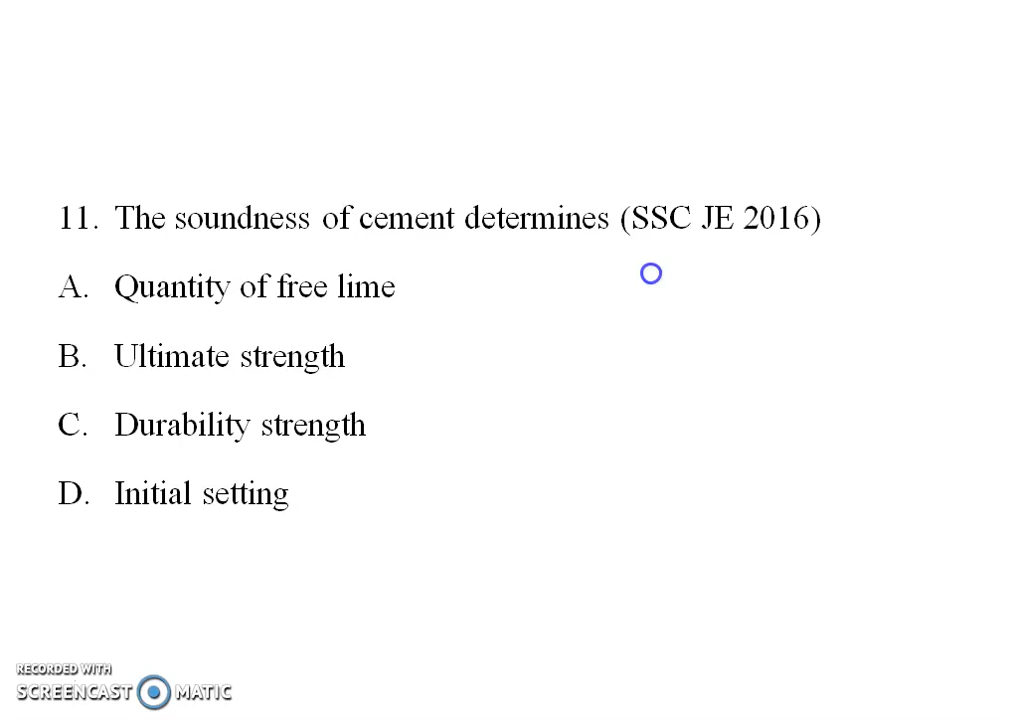 11. The soundness of cement determines (SSC JE 2016)
A. Quantity of free lime
B. Ultimate strength
C. Durability strength
D. Initial setting
RECORDED WITH
SCREENCAST MATIC